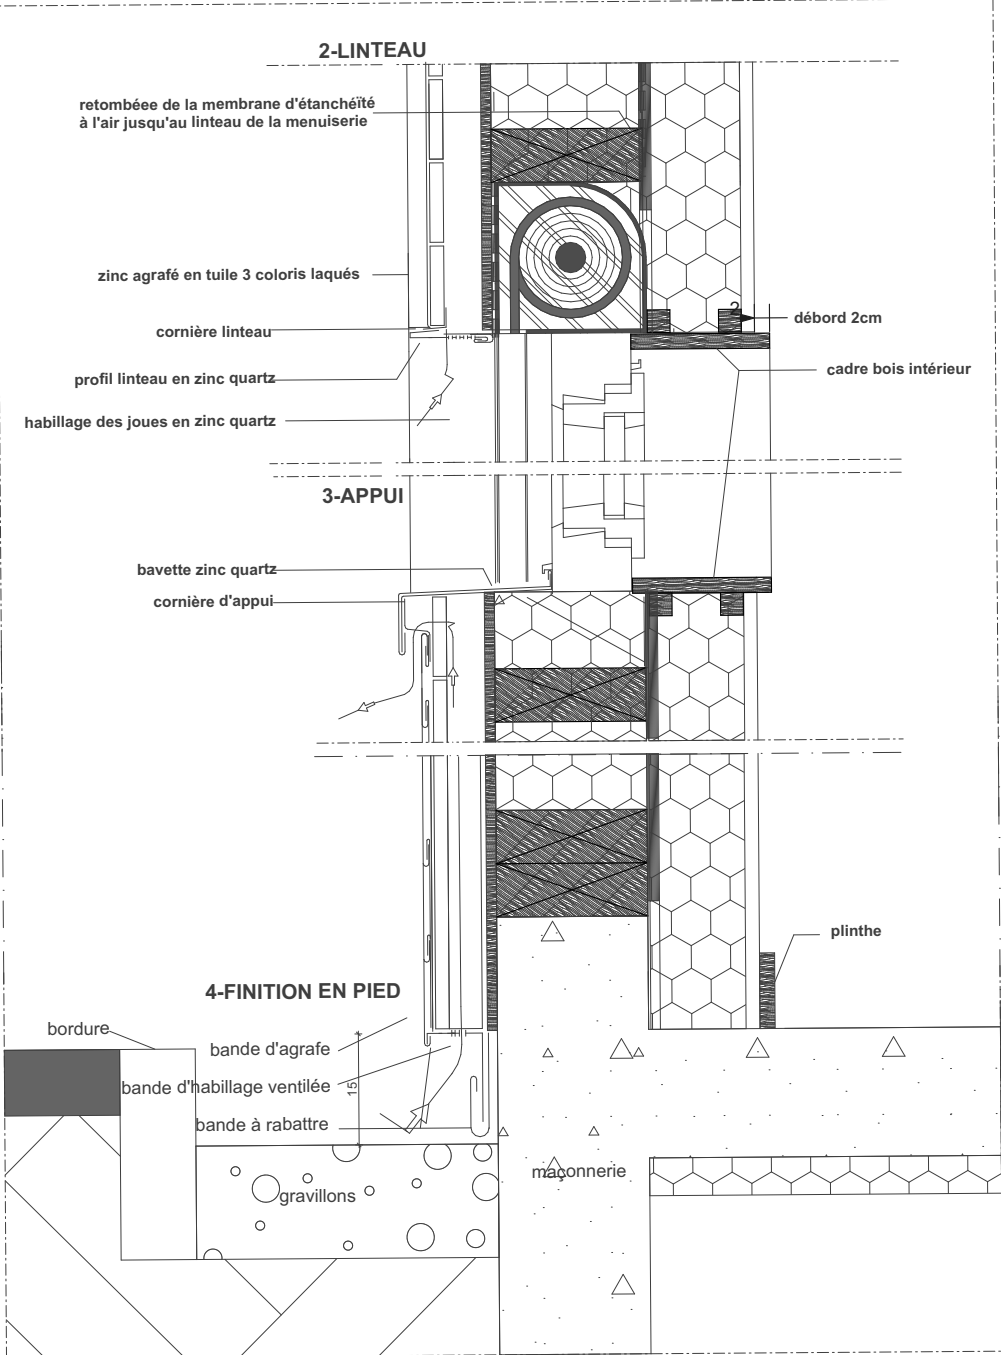 2-LINTEAU
retombéee de la membrane d'étanchéïté
à l'air jusqu'au linteau de la menuiserie
zinc agrafé en tuile 3 coloris laqués
2
débord 2cm
cornière linteau
cadre bois intérieur
profil linteau en zinc quartz
habillage des joues en zinc quartz
3-APPUI
bavette zinc quartz
cornière d'appui
plinthe
4-FINITION EN PIED
bordure
bande d'agrafe
bande d'habillage ventilée
15
bande à rabattre
maçonnerie
gravillons